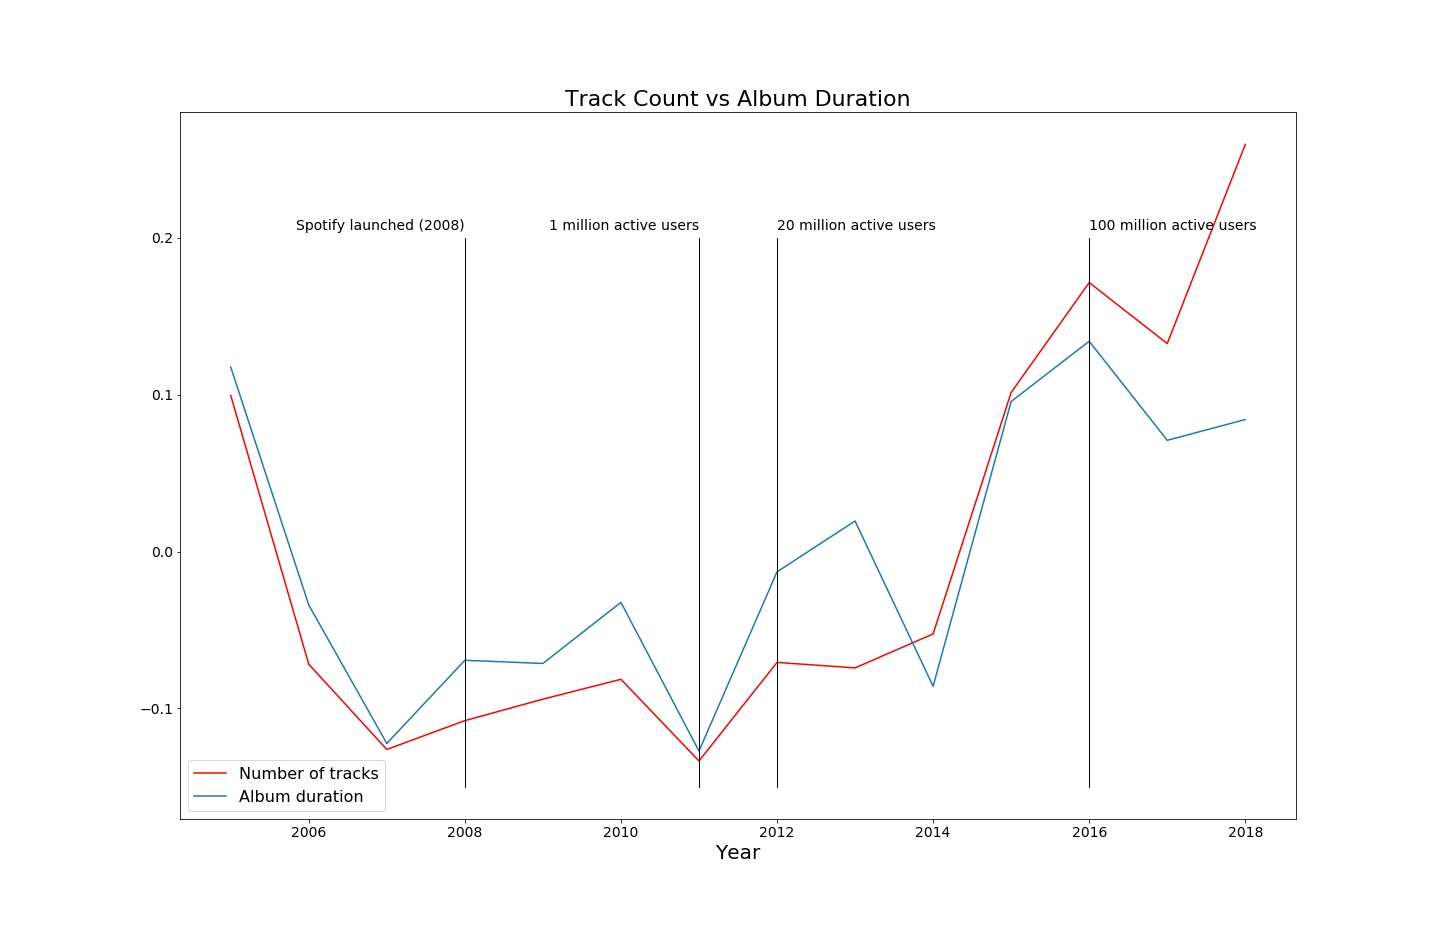 Track Count vs Album Duration
Spotify launched (2008)
1 million active users
20 million active users
100 million active users
0.2
0.1
0.0
−0.1
Number of tracks
Album duration
2006
2008
2010
2012
2014
2016
2018
Year